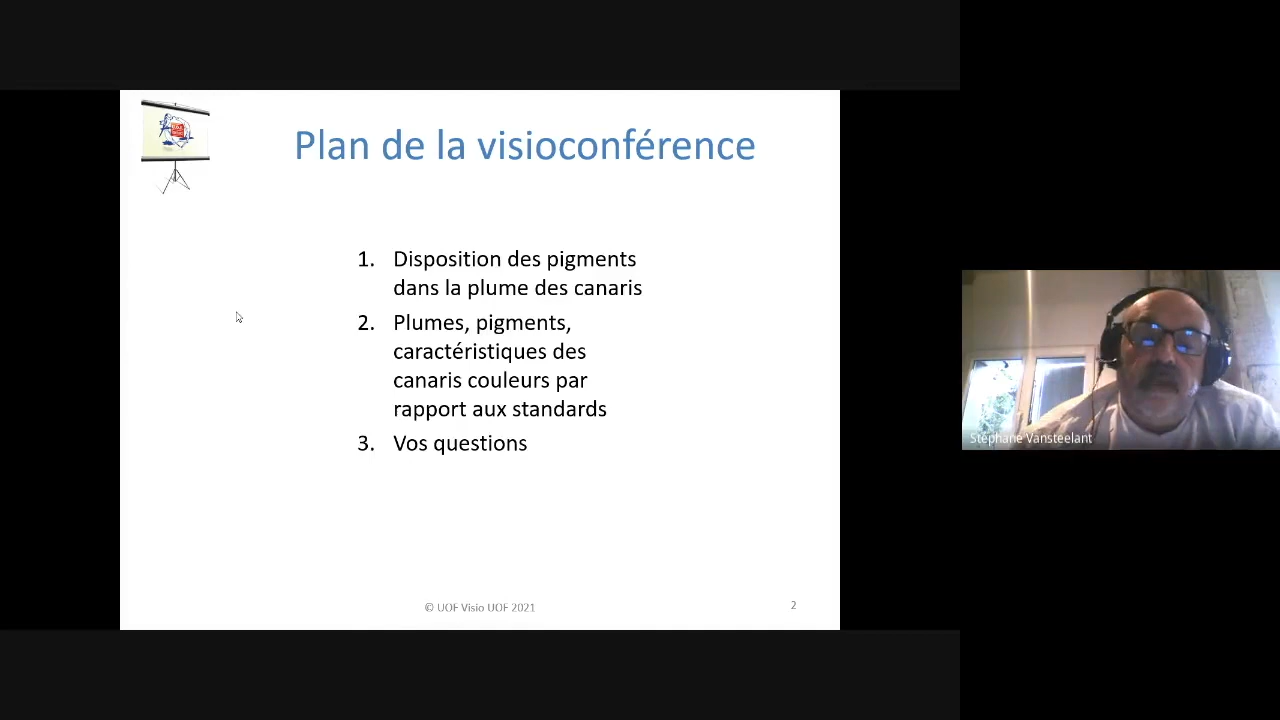 Plan de la visioconférence
1. Disposition des pigments
dans la plume des canaris
2. Plumes, pigments,
caractéristiques des
canaris couleurs par
rapport aux standards
3. Vos questions
© UOF Visio UOF 2021
2
Stéphane Vansteelant